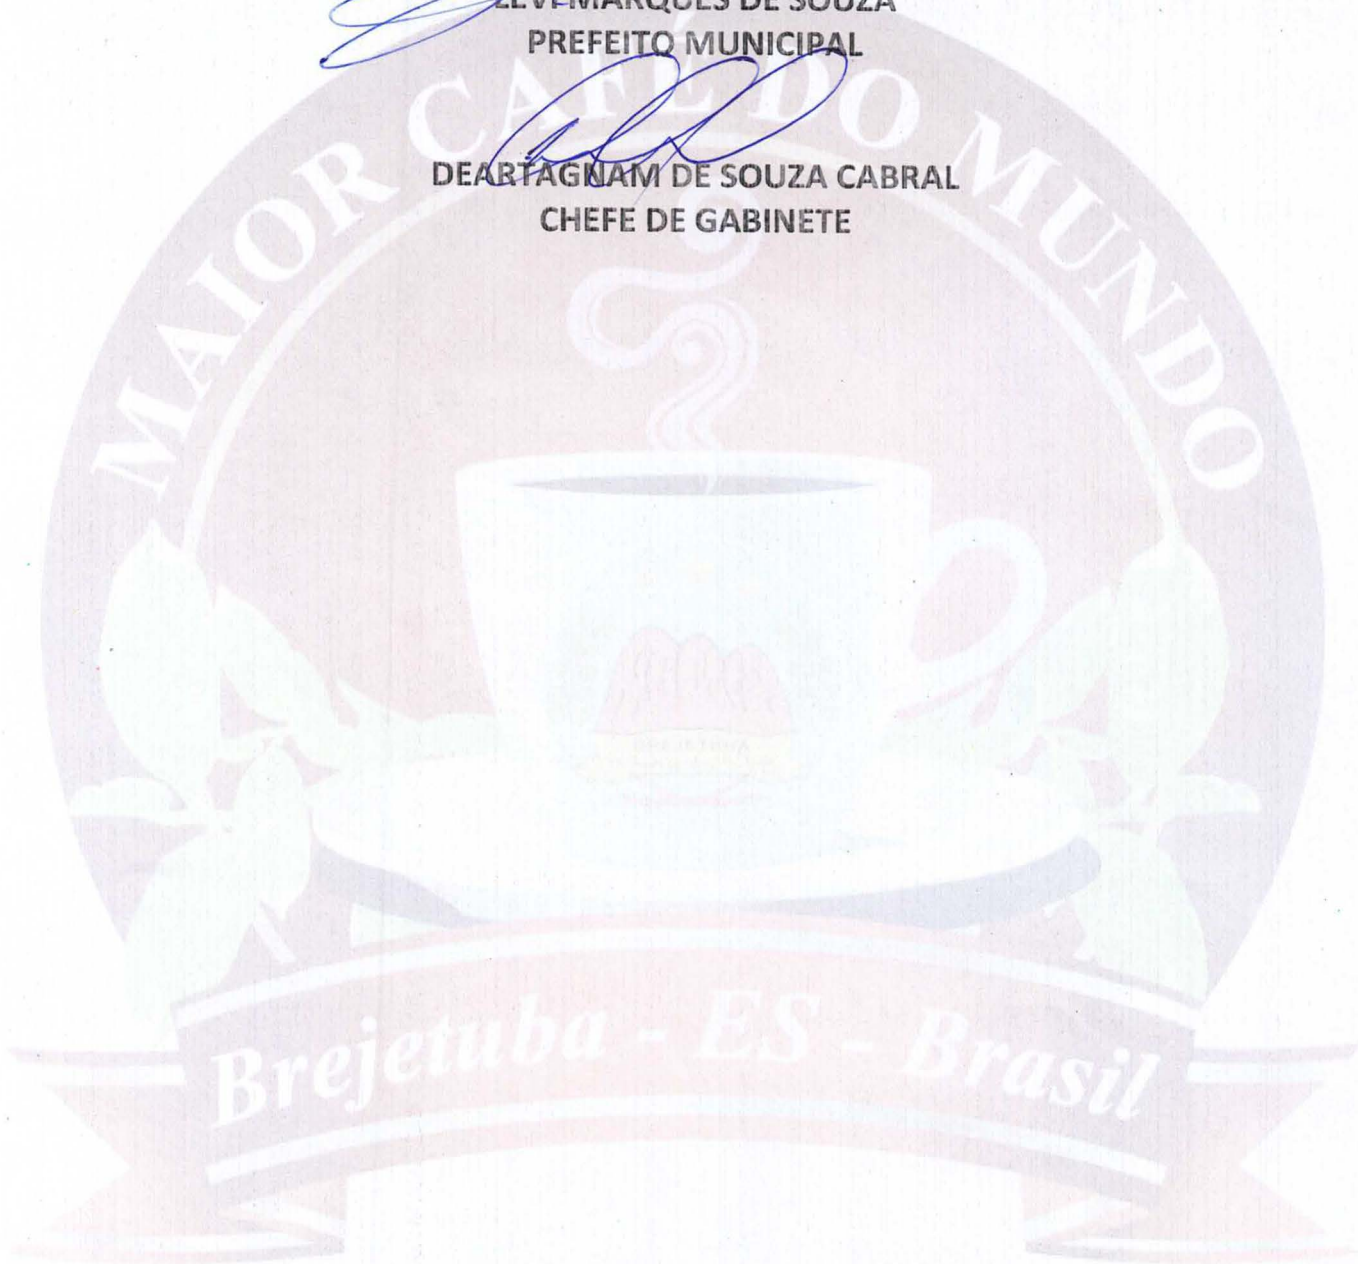 LEVI MARQUES DE SOUZA
PREFEITO MUNICIPAL
DEARTAGNAM DE SOUZA CABRAL
CHEFE DE GABINETE
MAIOR CAFÉ DO MUNDO
Brejetuba - ES - Brasil